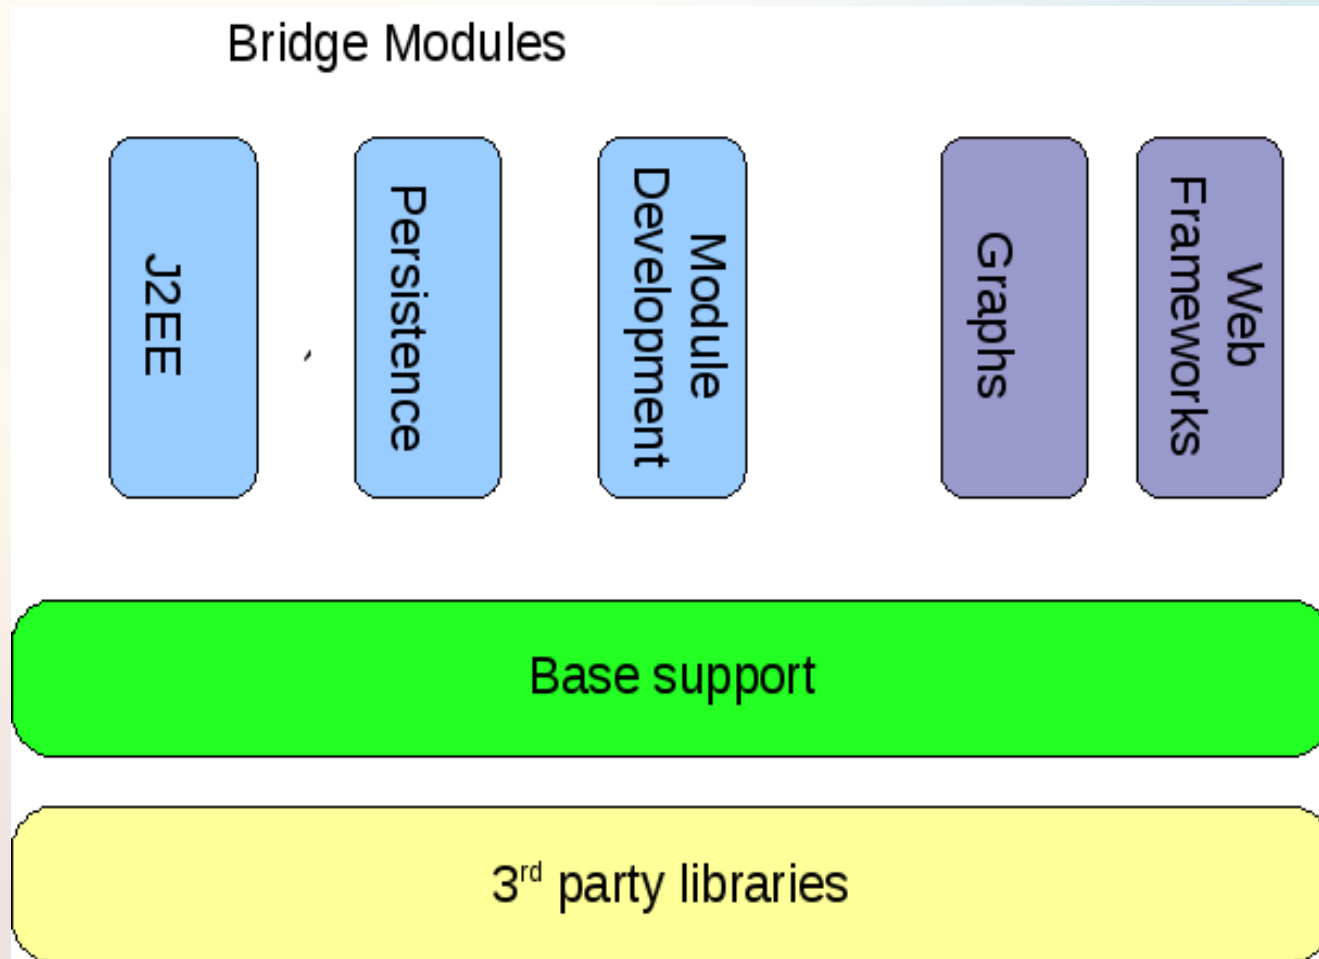 Bridge Modules
J2EE
Persistence
Module
Development
Graphs
Web
Frameworks
Base support
3rd party libraries